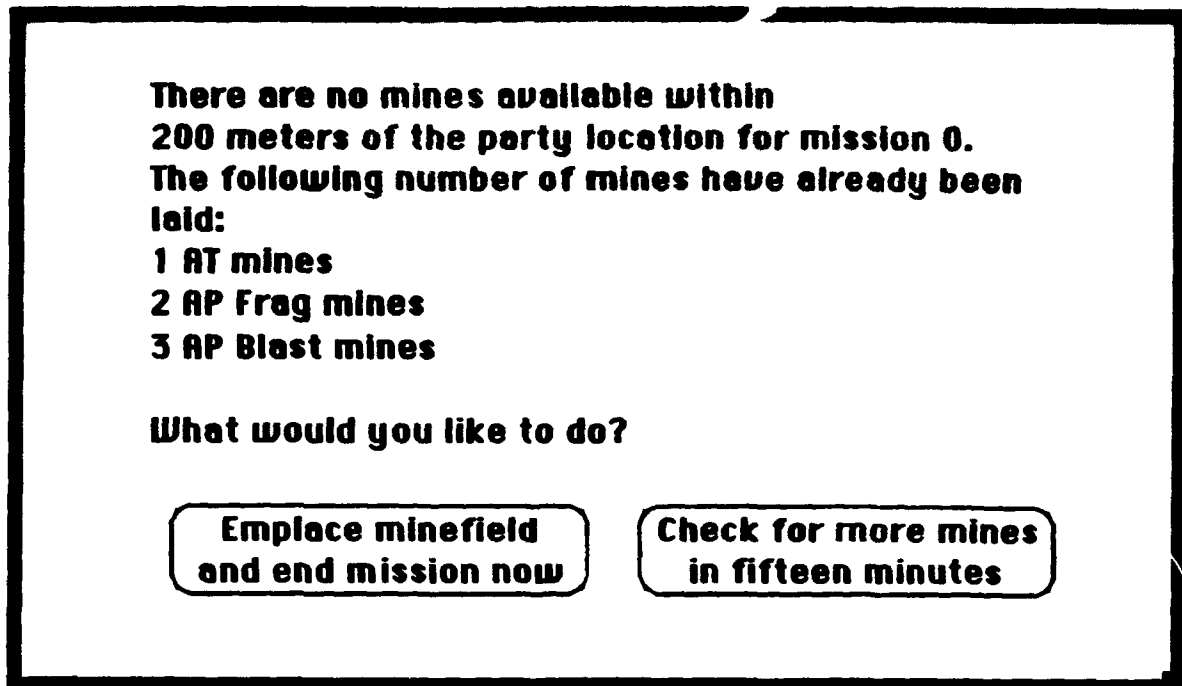 There are no mines available within
200 meters of the party location for mission 0.
The following number of mines have already been
laid:
1 AT mines
2 AP Frag mines
3 AP Blast mines
What would you like to do?
Emplace minefield
and end mission now
Check for more mines
in fifteen minutes